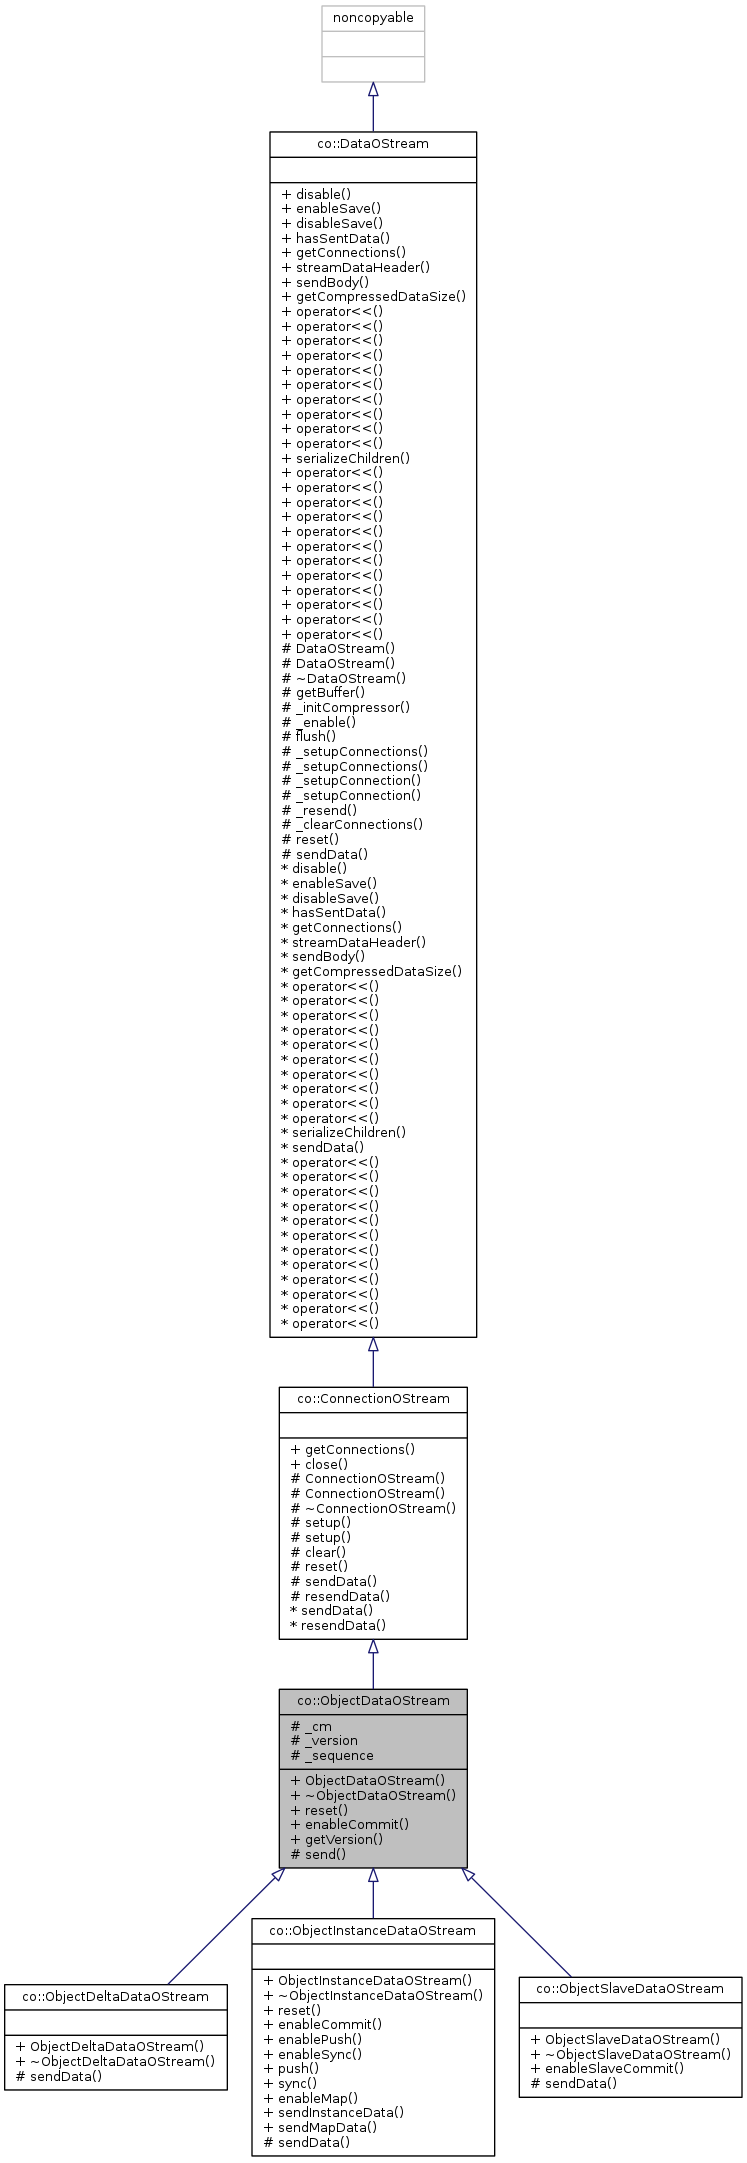 noncopyable
co::DataOStream
+ disable()
+ enableSave()
+ disableSave()
+ hasSentData()
+ getConnections()
+ streamDataHeader()
+ sendBody()
+ getCompressedDataSize()
+ operator<<()
+ operator<<()
+ operator<<()
+ operator<<()
+ operator<<()
+ operator<<()
+ operator<<()
+ operator<<()
+ operator<<()
+ operator<<()
+ serializeChildren()
+ operator<<()
+ operator<<()
+ operator<<()
+ operator<<()
+ operator<<()
+ operator<<()
+ operator<<()
+ operator<<()
+ operator<<()
+ operator<<()
+ operator<<()
+ operator<<()
# DataOStream()
# DataOStream()
# ~DataOStream()
# getBuffer()
# _initCompressor()
# _enable()
# flush()
# _setupConnections()
# _setupConnections()
# _setupConnection()
# _setupConnection()
# _resend()
# _clearConnections()
# reset()
# sendData()
* disable()
* enableSave()
* disableSave()
* hasSentData()
* getConnections()
* streamDataHeader()
* sendBody()
* getCompressedDataSize()
* operator<<()
* operator<<()
* operator<<()
* operator<<()
* operator<<()
* operator<<()
* operator<<()
* operator<<()
* operator<<()
* operator<<()
* serializeChildren()
* sendData()
* operator<<()
* operator<<()
* operator<<()
* operator<<()
* operator<<()
* operator<<()
* operator<<()
* operator<<()
* operator<<()
* operator<<()
* operator<<()
* operator<<()
co::ConnectionOStream
+ getConnections()
+ close()
# ConnectionOStream()
# ConnectionOStream()
# ~ConnectionOStream()
# setup()
# setup()
# clear()
# reset()
# sendData()
# resendData()
* sendData()
* resendData()
co::ObjectDataOStream
# _cm
# _version
# _sequence
+ ObjectDataOStream()
+ ~ObjectDataOStream()
+ reset()
+ enableCommit()
+ getVersion()
# send()
co::ObjectDeltaDataOStream
+ ObjectDeltaDataOStream()
+ ~ObjectDeltaDataOStream()
# sendData()
co::ObjectInstanceDataOStream
+ ObjectInstanceDataOStream()
+ ~ObjectInstanceDataOStream()
+ reset()
+ enableCommit()
+ enablePush()
+ enableSync()
+ push()
+ sync()
+ enableMap()
+ sendInstanceData()
+ sendMapData()
# sendData()
co::ObjectSlaveDataOStream
+ ObjectSlaveDataOStream()
+ ~ObjectSlaveDataOStream()
+ enableSlaveCommit()
# sendData()